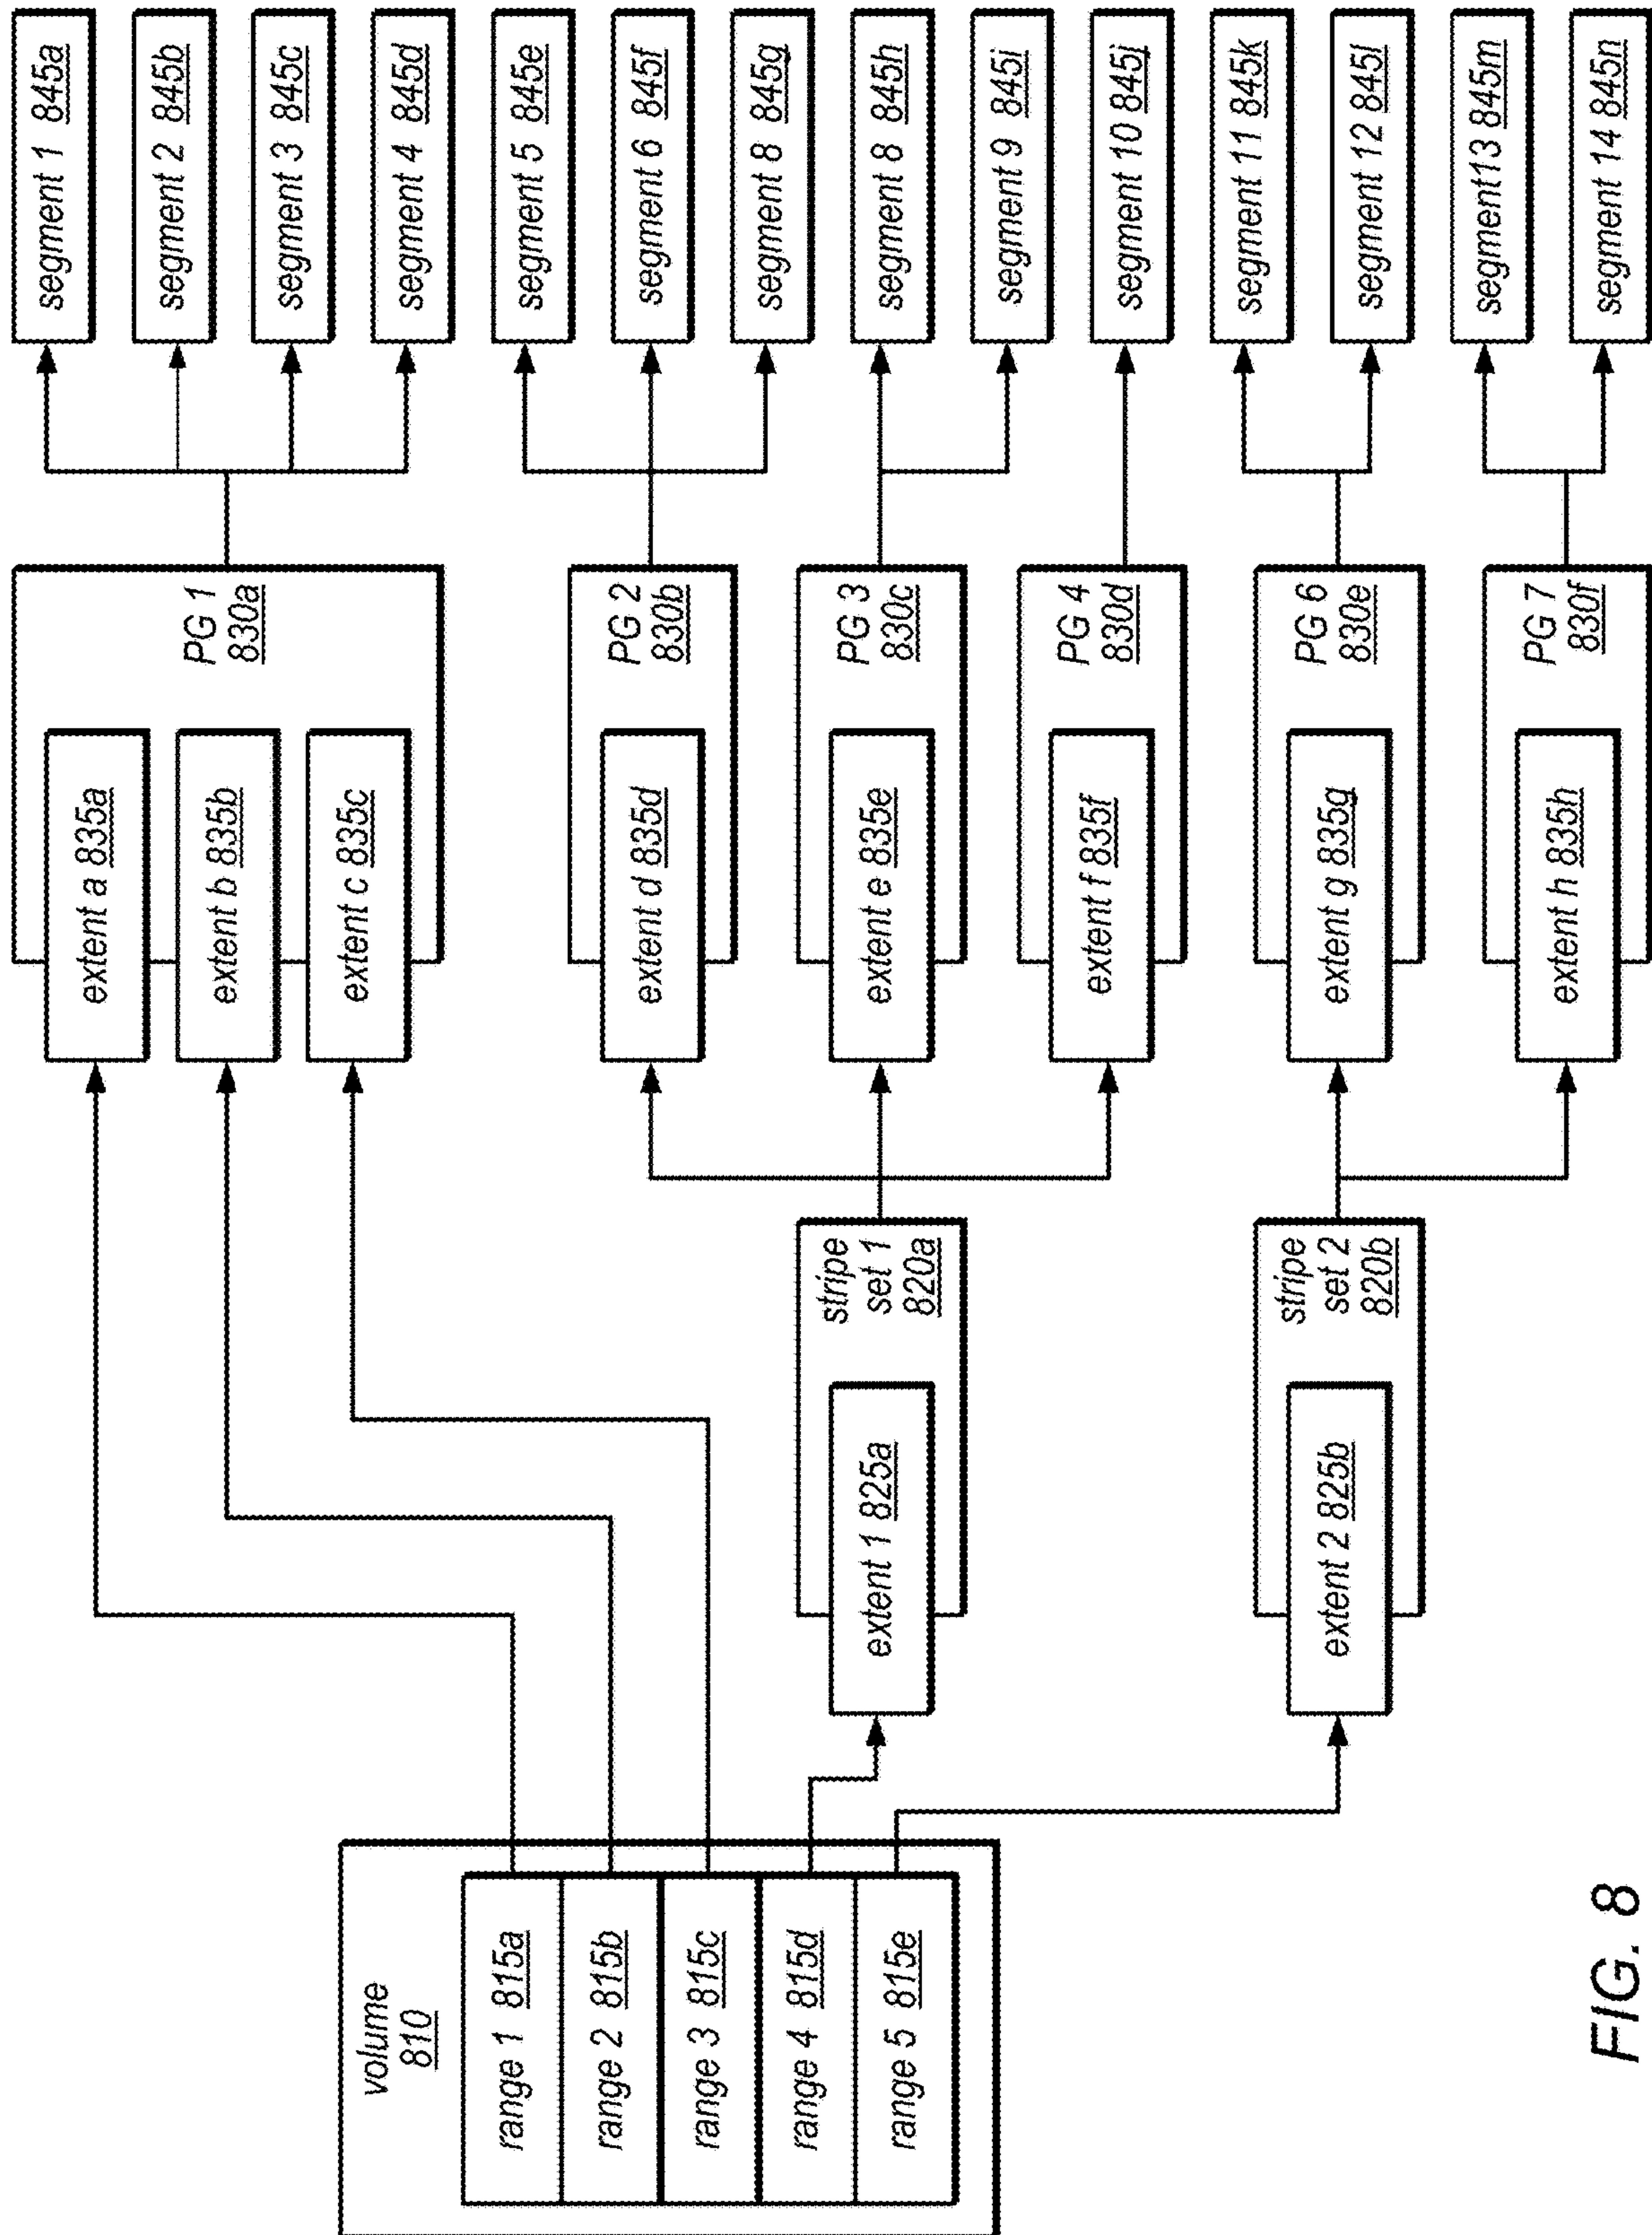 volume
810
range 1 815a
range 2 815b
range 3 815c
range 4 815d
range 5 815e
extent 1 825a
stripe
set 1
820a
extent 2 825b
stripe
set 2
820b
extent a 835a
extent b 835b
extent c 835c
PG 1
830a
extent d 835d
PG 2
830b
extent e 835e
PG 3
830c
extent f 835f
PG 4
830d
extent g 835g
PG 6
830e
extent h 835h
PG 7
830f
segment 1 845a
segment 2 845b
segment 3 845c
segment 4 845d
segment 5 845e
segment 6 845f
segment 8 845g
segment 8 845h
segment 9 845i
segment 10 845j
segment 11 845k
segment 12 845l
segment13 845m
segment 14 845n
FIG. 8